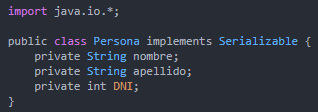 import java.io.*;

public class Persona implements Serializable {
    private String nombre;
    private String apellido;
    private int DNI;
}